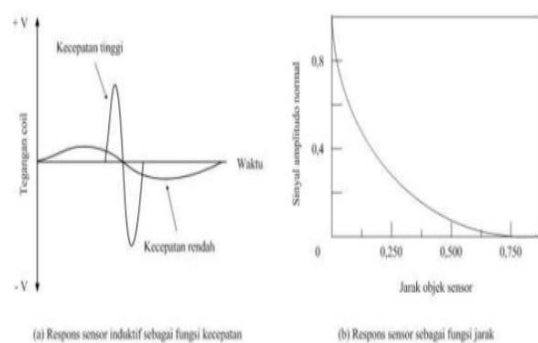 + V
Kecepatan tinggi
Tegangan coil
Waktu
Kecepatan rendah
- V
(a) Respons sensor induktif sebagai fungsi kecepatan
Sinyal amplitudo normal
0,8
0,4
0
0,250
0,500
0,750
Jarak objek sensor
(b) Respons sensor sebagai fungsi jarak